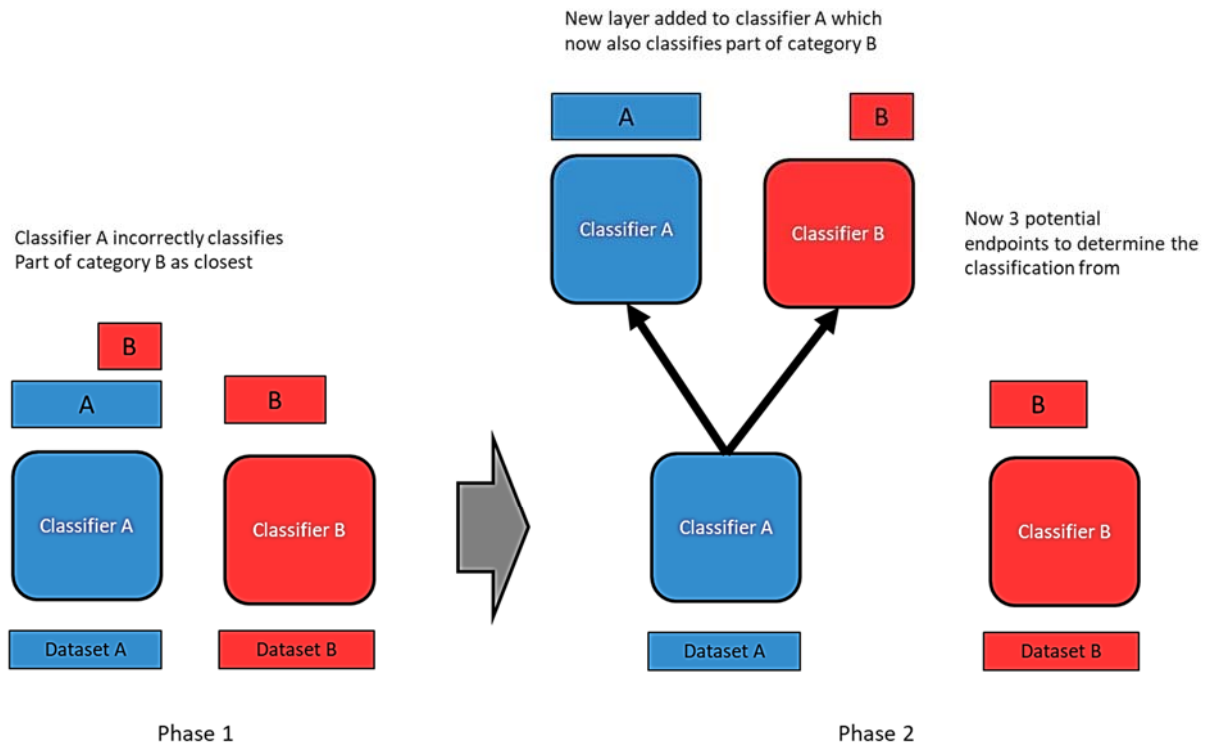 New layer added to classifier A which
now also classifies part of category B
A
B
Classifier A
Classifier B
Now 3 potential
endpoints to determine the
classification from
Classifier A incorrectly classifies
Part of category B as closest
B
A
B
B
Classifier A
Classifier B
Classifier A
Classifier B
Dataset A
Dataset B
Dataset A
Dataset B
Phase 1
Phase 2